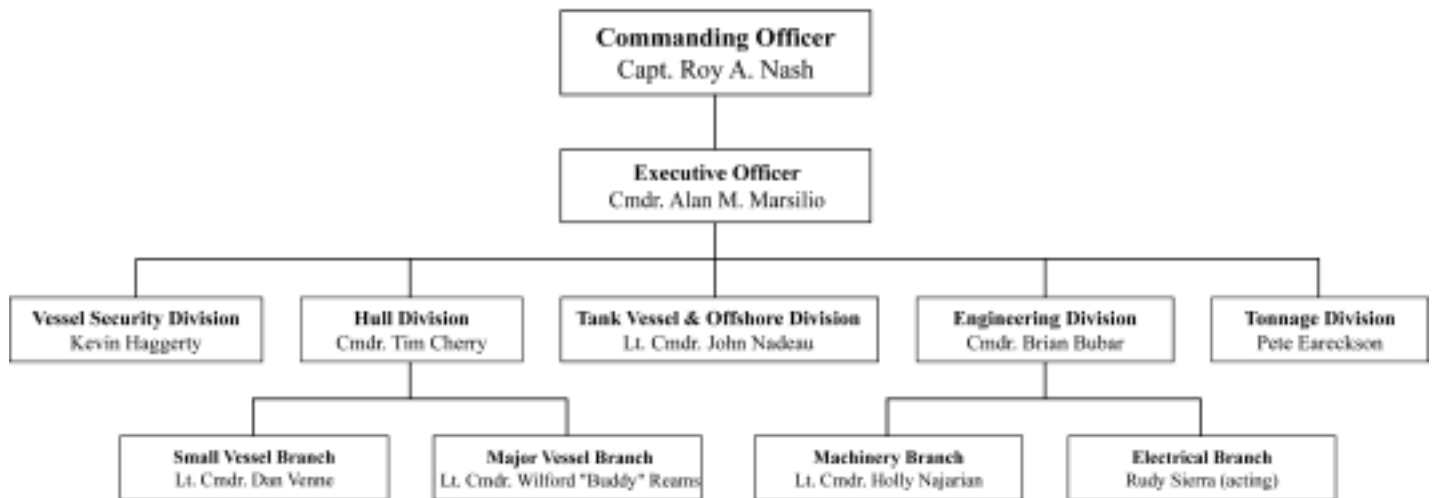 Commanding Officer
Capt. Roy A. Nash
Executive Officer
Cmdr. Alan M. Marsilio
Vessel Security Division
Kevin Haggerty
Hull Division
Cmdr. Tim Cherry
Tank Vessel & Offshore Division
Lt. Cmdr. John Nadeau
Engineering Division
Cmdr. Brian Bubar
Tonnage Division
Pete Eareckson
Small Vessel Branch
Lt. Cmdr. Dan Venne
Major Vessel Branch
Lt. Cmdr. Wilford "Buddy" Reams
Machinery Branch
Lt. Cmdr. Holly Najarian
Electrical Branch
Rudy Sierra (acting)